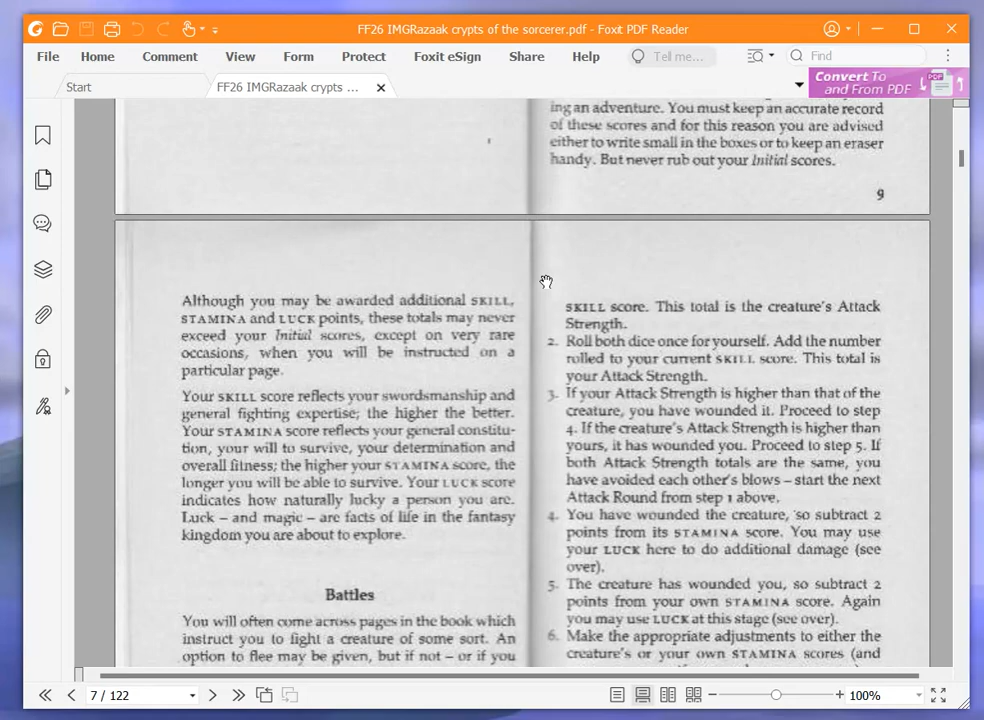 FF26 IMGRazaak crypts of the sorcerer.pdf - Foxit PDF Reader
File Home Comment View Form Protect Foxit eSign Share Help Tell me... Find
Start FF26 IMGRazaak crypts ... Convert To and From PDF PDF
ing an adventure. You must keep an accurate record
of these scores and for this reason you are advised
either to write small in the boxes or to keep an eraser
handy. But never rub out your Initial scores.
9
Although you may be awarded additional SKILL,
STAMINA and LUCK points, these totals may never
exceed your Initial scores, except on very rare
occasions, when you will be instructed on a
particular page.
Your SKILL score reflects your swordsmanship and
general fighting expertise; the higher the better.
Your STAMINA score reflects your general constitu-
tion, your will to survive, your determination and
overall fitness; the higher your STAMINA score, the
longer you will be able to survive. Your LUCK score
indicates how naturally lucky a person you are.
Luck – and magic – are facts of life in the fantasy
kingdom you are about to explore.
Battles
You will often come across pages in the book which
instruct you to fight a creature of some sort. An
option to flee may be given, but if not – or if you
SKILL score. This total is the creature's Attack
Strength.
2. Roll both dice once for yourself. Add the number
rolled to your current SKILL score. This total is
your Attack Strength.
3. If your Attack Strength is higher than that of the
creature, you have wounded it. Proceed to step
4. If the creature's Attack Strength is higher than
yours, it has wounded you. Proceed to step 5. If
both Attack Strength totals are the same, you
have avoided each other's blows – start the next
Attack Round from step 1 above.
4. You have wounded the creature, so subtract 2
points from its STAMINA score. You may use
your LUCK here to do additional damage (see
over).
5. The creature has wounded you, so subtract 2
points from your own STAMINA score. Again
you may use LUCK at this stage (see over).
6. Make the appropriate adjustments to either the
creature's or your own STAMINA scores (and
7 / 122 100%